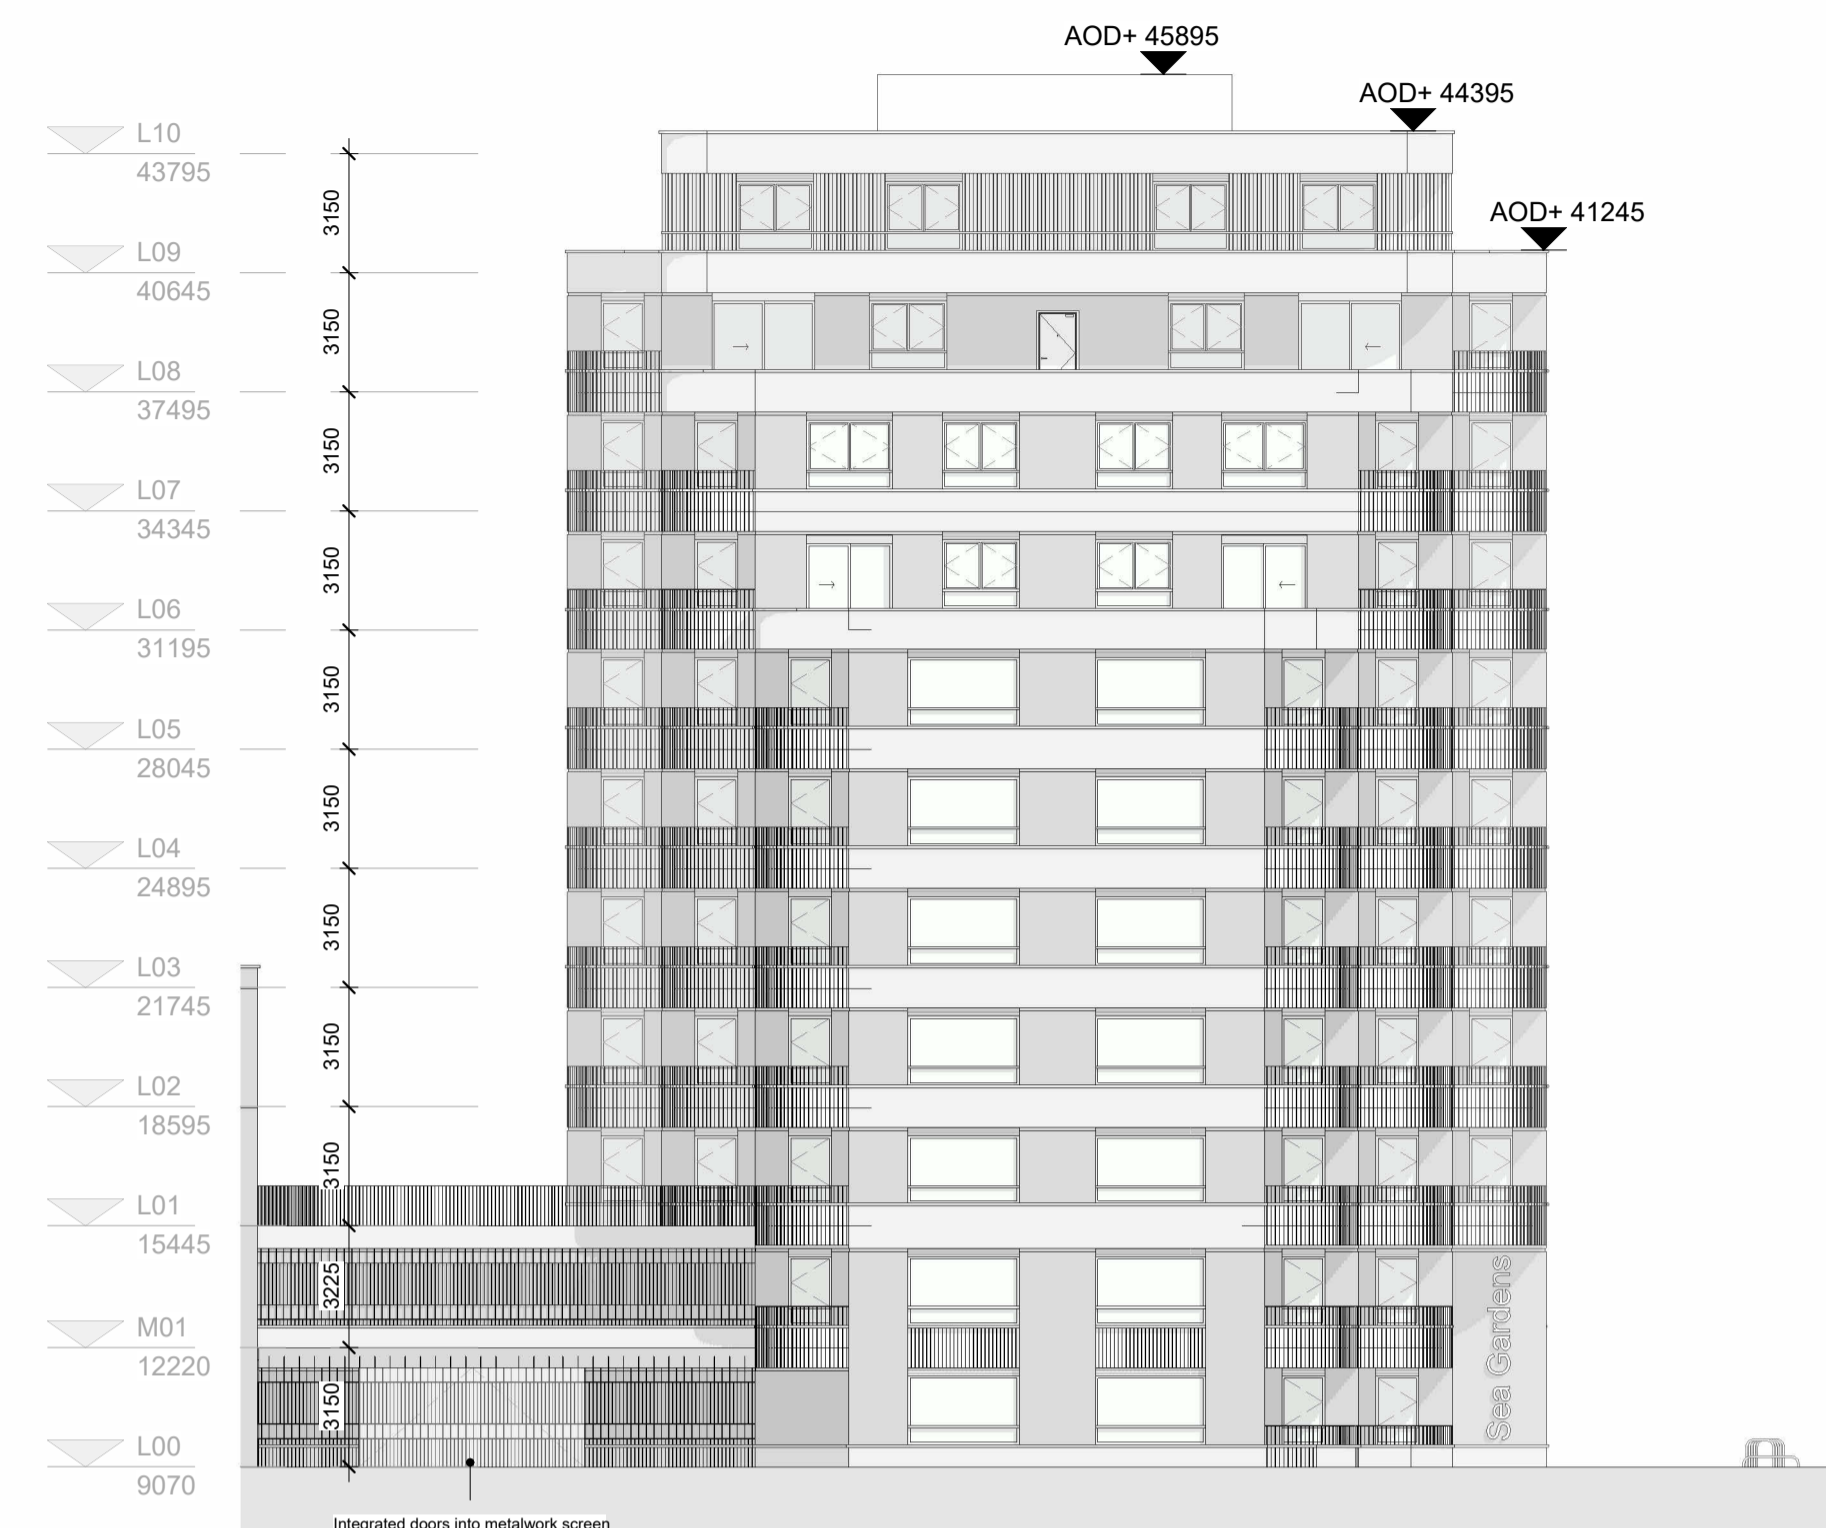 AOD+ 45895
AOD+ 44395
AOD+ 41245
L10
43795
3150
L09
40645
3150
L08
37495
3150
L07
34345
3150
L06
31195
3150
L05
28045
3150
L04
24895
3150
L03
21745
3150
L02
18595
3150
L01
15445
3225
M01
12220
3150
L00
9070
Sea Gardens
Integrated doors into metalwork screen